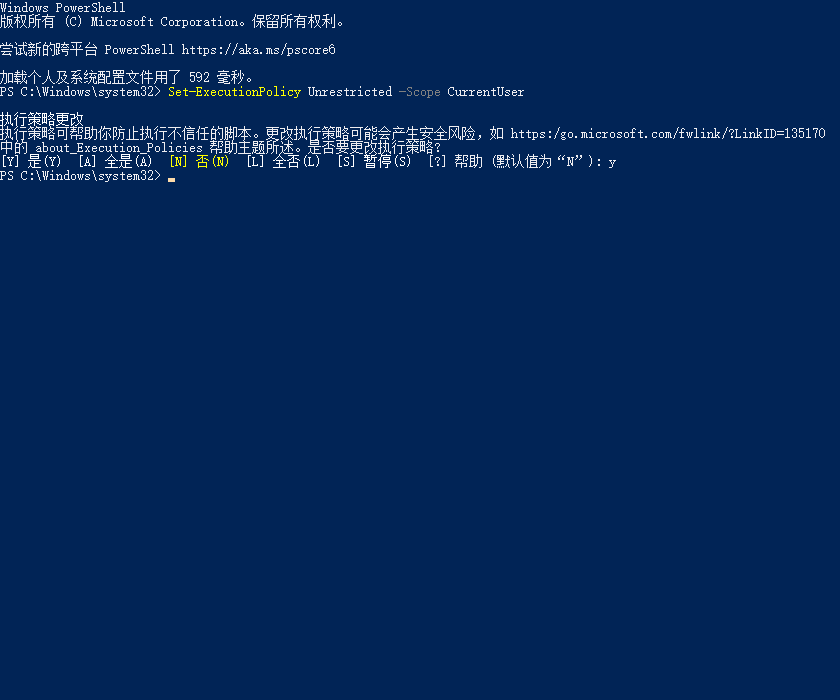 Windows PowerShell
版权所有 (C) Microsoft Corporation。保留所有权利。
尝试新的跨平台 PowerShell https://aka.ms/pscore6
加载个人及系统配置文件用了 592 毫秒。
PS C:\Windows\system32> Set-ExecutionPolicy Unrestricted -Scope CurrentUser
执行策略更改
执行策略可帮助你防止执行不信任的脚本。更改执行策略可能会产生安全风险，如 https:/go.microsoft.com/fwlink/?LinkID=135170
中的 about_Execution_Policies 帮助主题所述。是否要更改执行策略?
[Y] 是(Y)  [A] 全是(A)  [N] 否(N)  [L] 全否(L)  [S] 暂停(S)  [?] 帮助 (默认值为“N”): y
PS C:\Windows\system32>